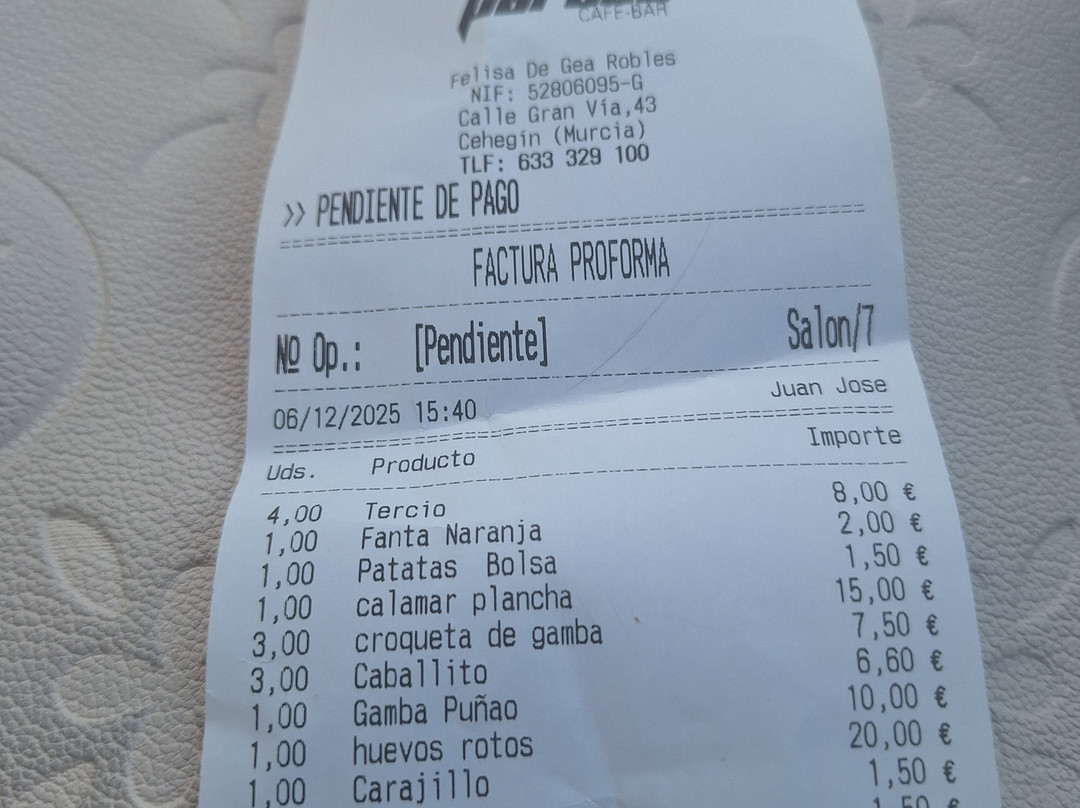 CAFE-BAR
Felisa De Gea Robles
NIF: 52806095-G
Calle Gran Vía,43
Cehegín (Murcia)
TLF: 633 329 100
>> PENDIENTE DE PAGO
FACTURA PROFORMA
Nº Op.: [Pendiente] Salon/7
06/12/2025 15:40 Juan Jose
Uds. Producto Importe
4,00 Tercio 8,00 €
1,00 Fanta Naranja 2,00 €
1,00 Patatas Bolsa 1,50 €
1,00 calamar plancha 15,00 €
3,00 croqueta de gamba 7,50 €
3,00 Caballito 6,60 €
1,00 Gamba Puñao 10,00 €
1,00 huevos rotos 20,00 €
1,00 Carajillo 1,50 €